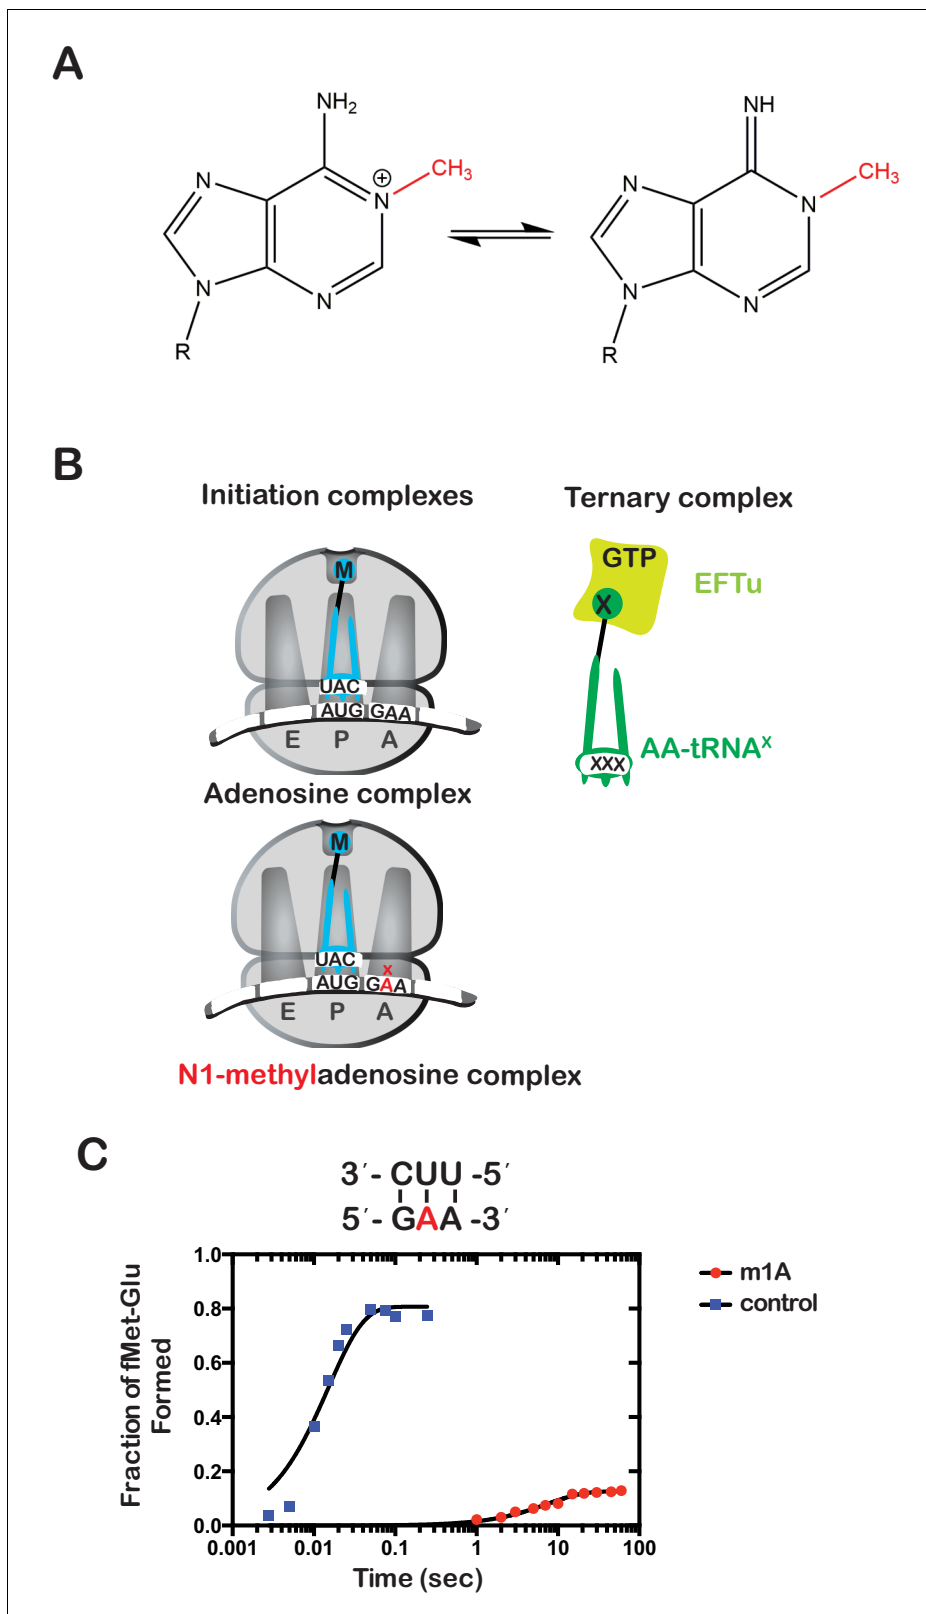 A
NH₂
N
⊕
N
CH₃
N
N
R
NH
N
N
CH₃
N
N
R
B
Initiation complexes
Ternary complex
M
UAC
AUG GAA
E P A
GTP
X
EFTu
AA-tRNAˣ
XXX
Adenosine complex
M
UAC
x
AUG GAA
E P A
N1-methyladenosine complex
C
3′- CUU -5′
5′- GAA -3′
Fraction of fMet-Glu
Formed
1.0
0.8
0.6
0.4
0.2
0.0
0.001 0.01 0.1 1 10 100
Time (sec)
m1A
control